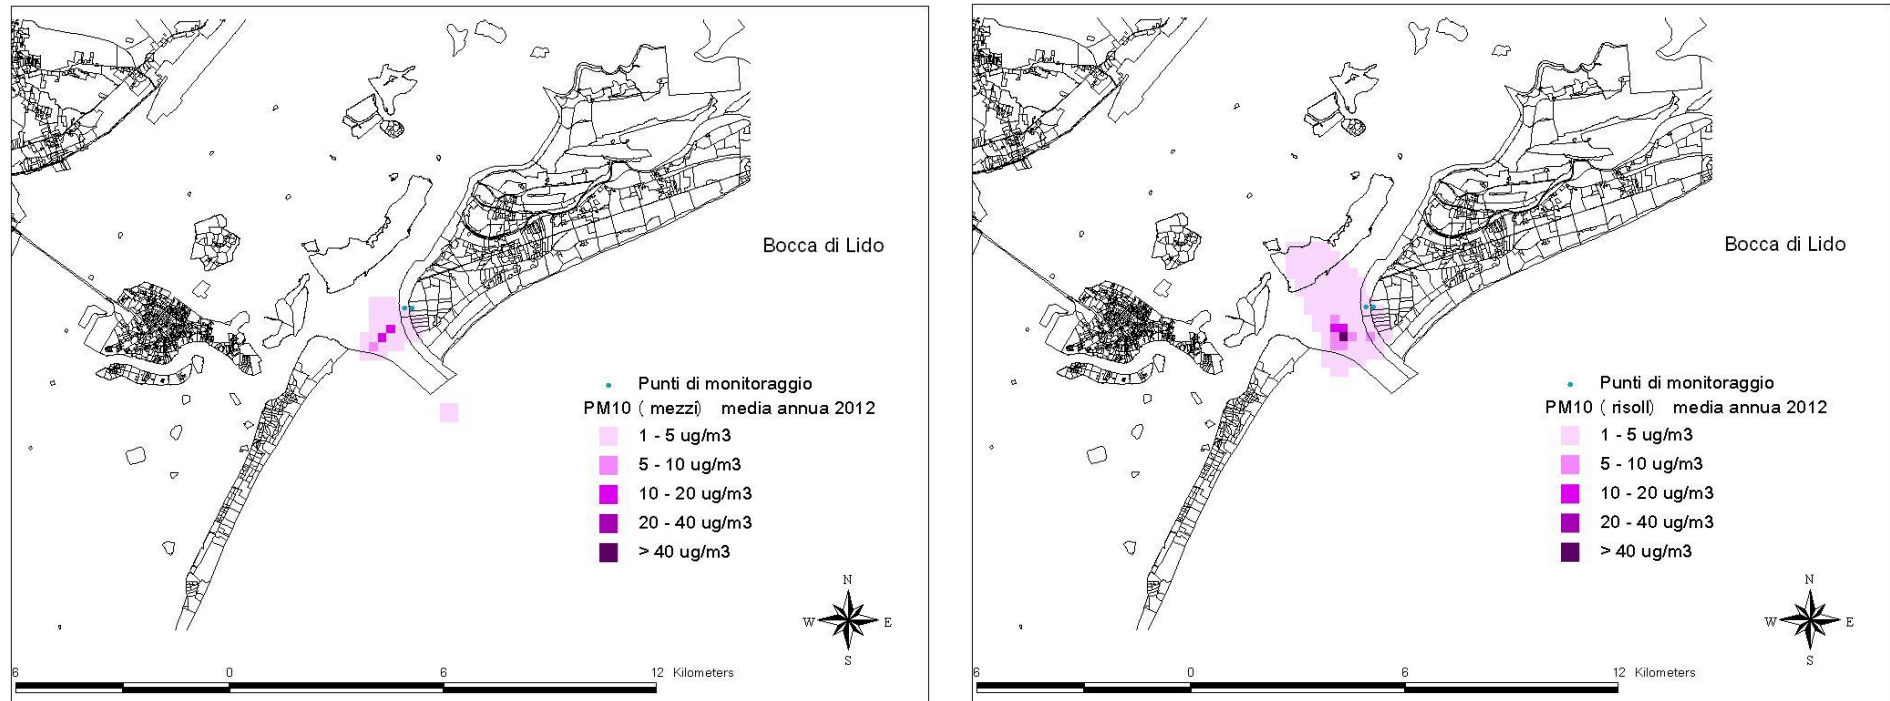 Bocca di Lido
Punti di monitoraggio
PM10 ( mezzi) media annua 2012
1 - 5 ug/m3
5 - 10 ug/m3
10 - 20 ug/m3
20 - 40 ug/m3
> 40 ug/m3
N
W E
S
6 0 6 12 Kilometers
Bocca di Lido
Punti di monitoraggio
PM10 ( risoll) media annua 2012
1 - 5 ug/m3
5 - 10 ug/m3
10 - 20 ug/m3
20 - 40 ug/m3
> 40 ug/m3
N
W E
S
6 0 6 12 Kilometers